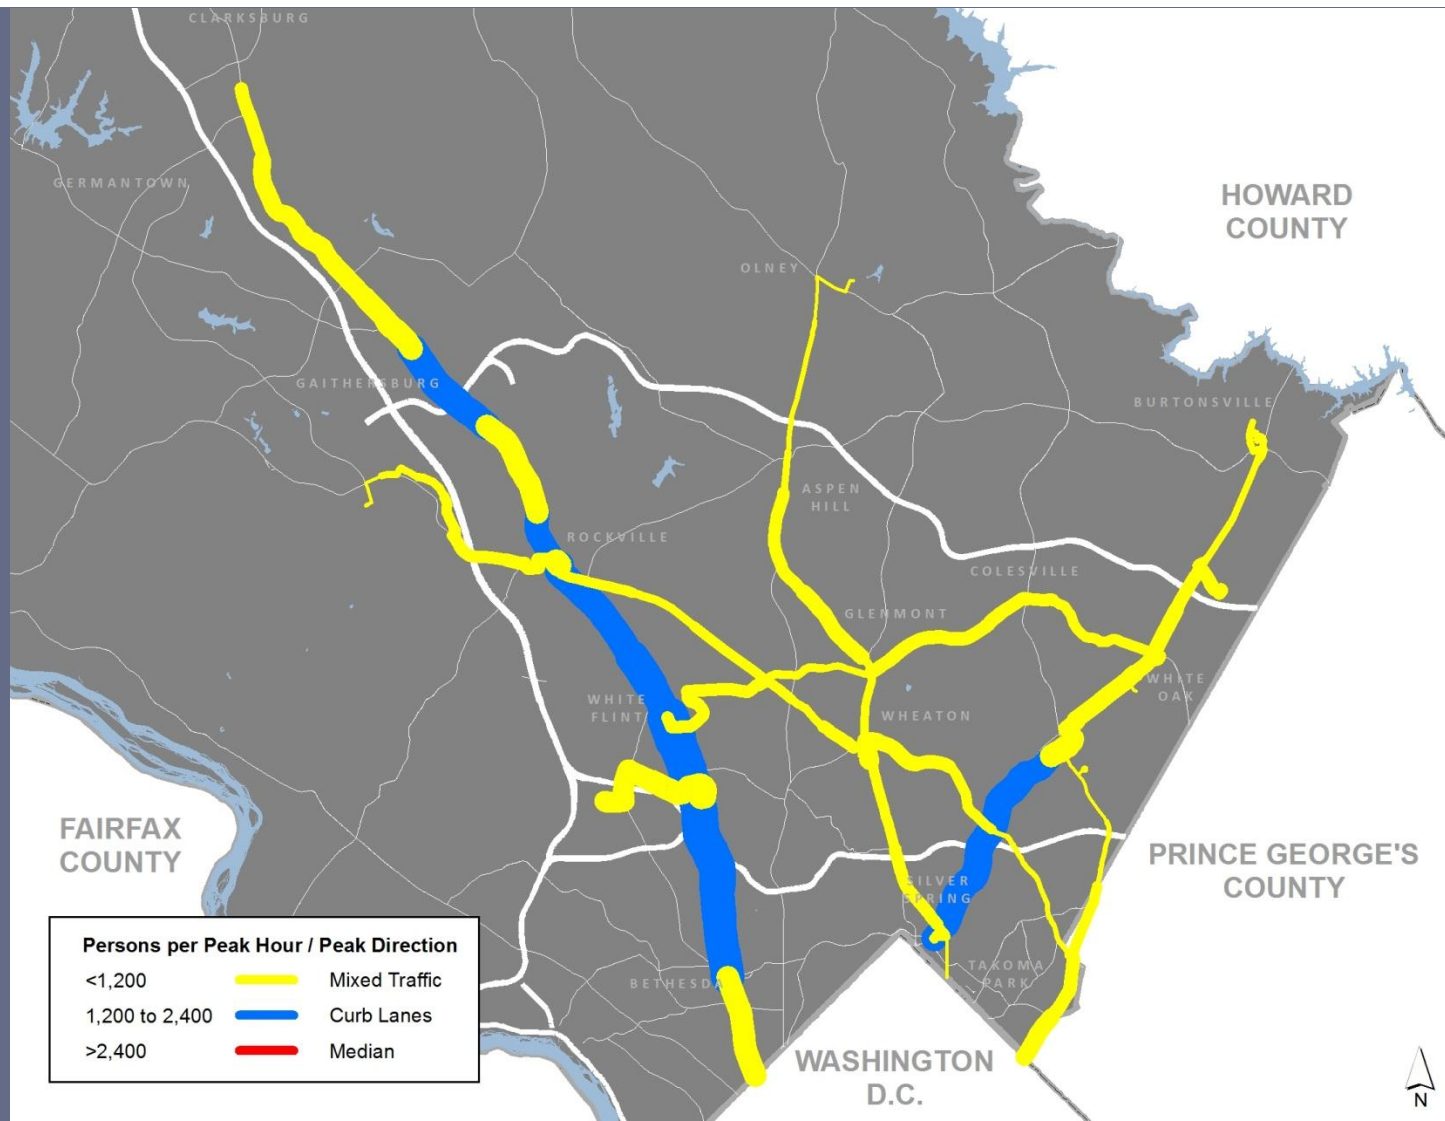 CLARKSBURG
GERMANTOWN
HOWARD
COUNTY
OLNEY
GAITHERSBURG
BURTONSVILLE
ASPEN
HILL
ROCKVILLE
COLESVILLE
GLENMONT
WHITE
FLINT
WHITE
OAK
WHEATON
FAIRFAX
COUNTY
PRINCE GEORGE'S
COUNTY
SILVER
SPRING
TAKOMA
PARK
BETHESDA
WASHINGTON
D.C.
Persons per Peak Hour / Peak Direction
<1,200 Mixed Traffic
1,200 to 2,400 Curb Lanes
>2,400 Median
N